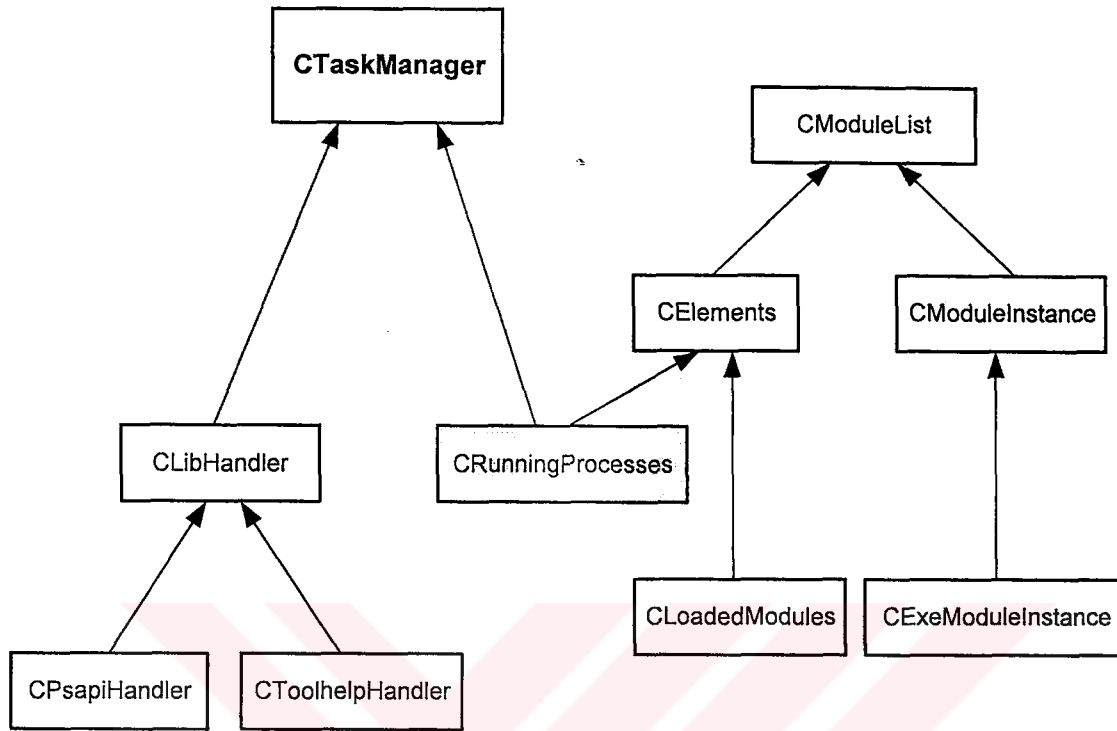 CTaskManager
CModuleList
CElements
CModuleInstance
CLibHandler
CRunningProcesses
CLoadedModules
CExeModuleInstance
CPsapiHandler
CToolhelpHandler